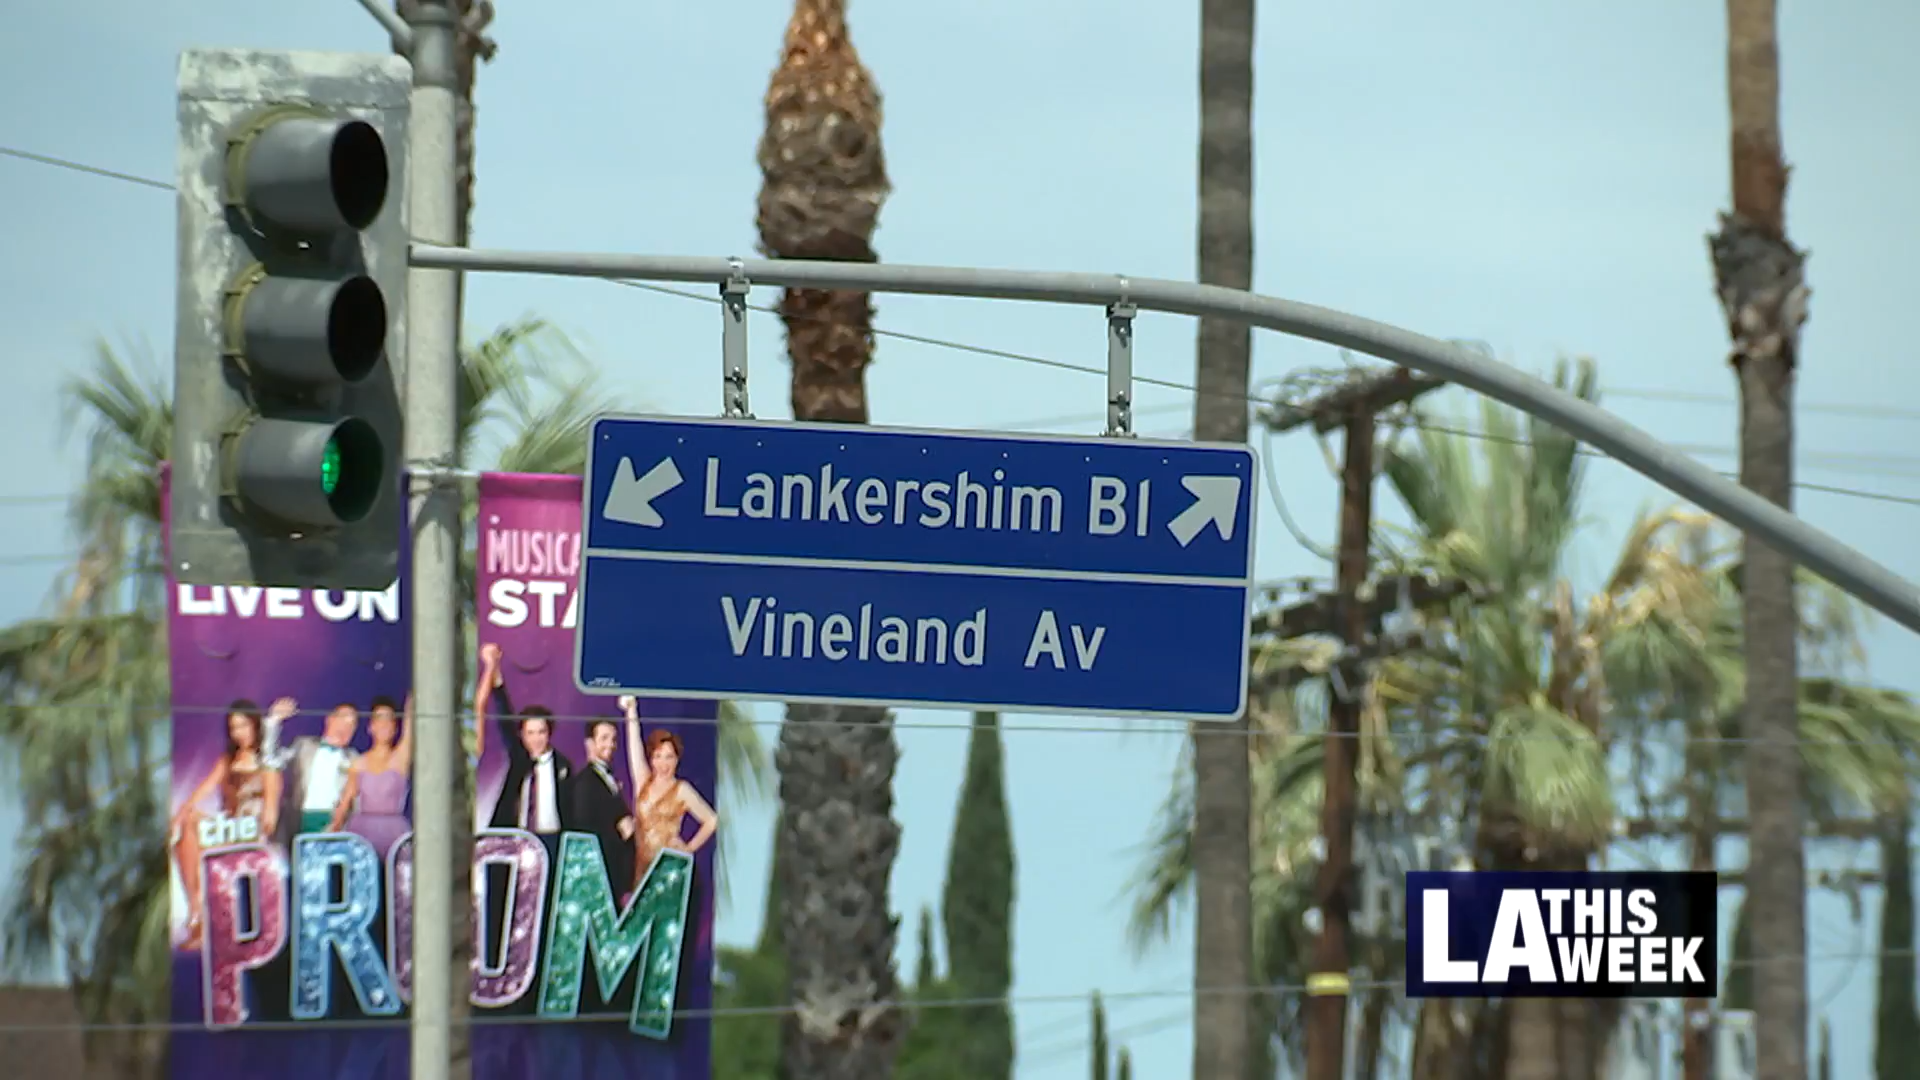 LIVE ON
MUSICA
STA
the
PROM
Lankershim Bl
Vineland Av
LA THIS
WEEK